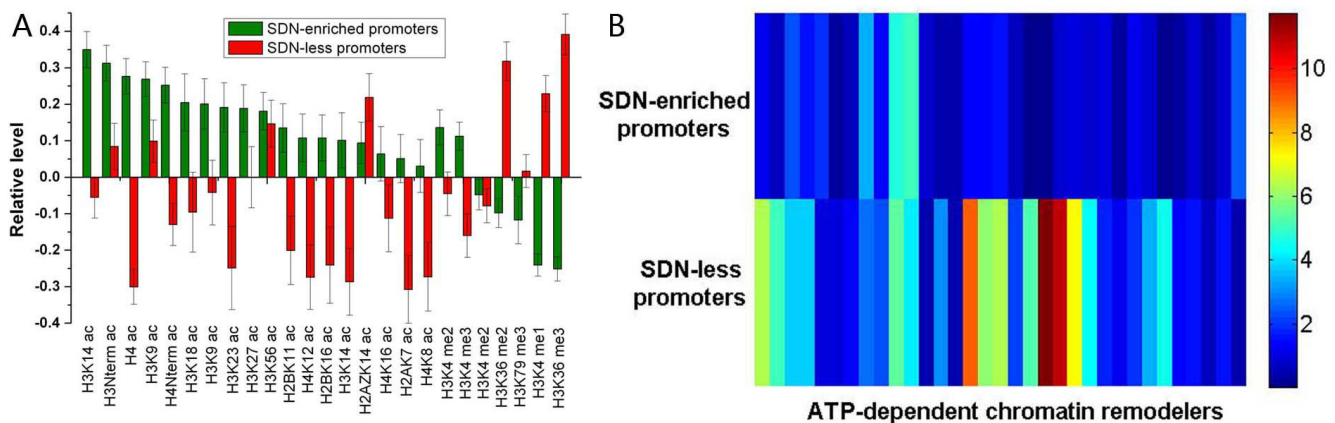 A
SDN-enriched promoters
SDN-less promoters
Relative level
0.4
0.3
0.2
0.1
0.0
-0.1
-0.2
-0.3
-0.4
H3K14 ac
H3Nterm ac
H4 ac
H3K9 ac
H4Nterm ac
H3K18 ac
H3K9 ac
H3K23 ac
H3K27 ac
H3K56 ac
H2BK11 ac
H4K12 ac
H2BK16 ac
H3K14 ac
H2AZK14 ac
H4K16 ac
H2AK7 ac
H4K8 ac
H3K4 me2
H3K4 me3
H3K4 me2
H3K36 me2
H3K79 me3
H3K4 me1
H3K36 me3
B
SDN-enriched
promoters
SDN-less
promoters
ATP-dependent chromatin remodelers
10
8
6
4
2